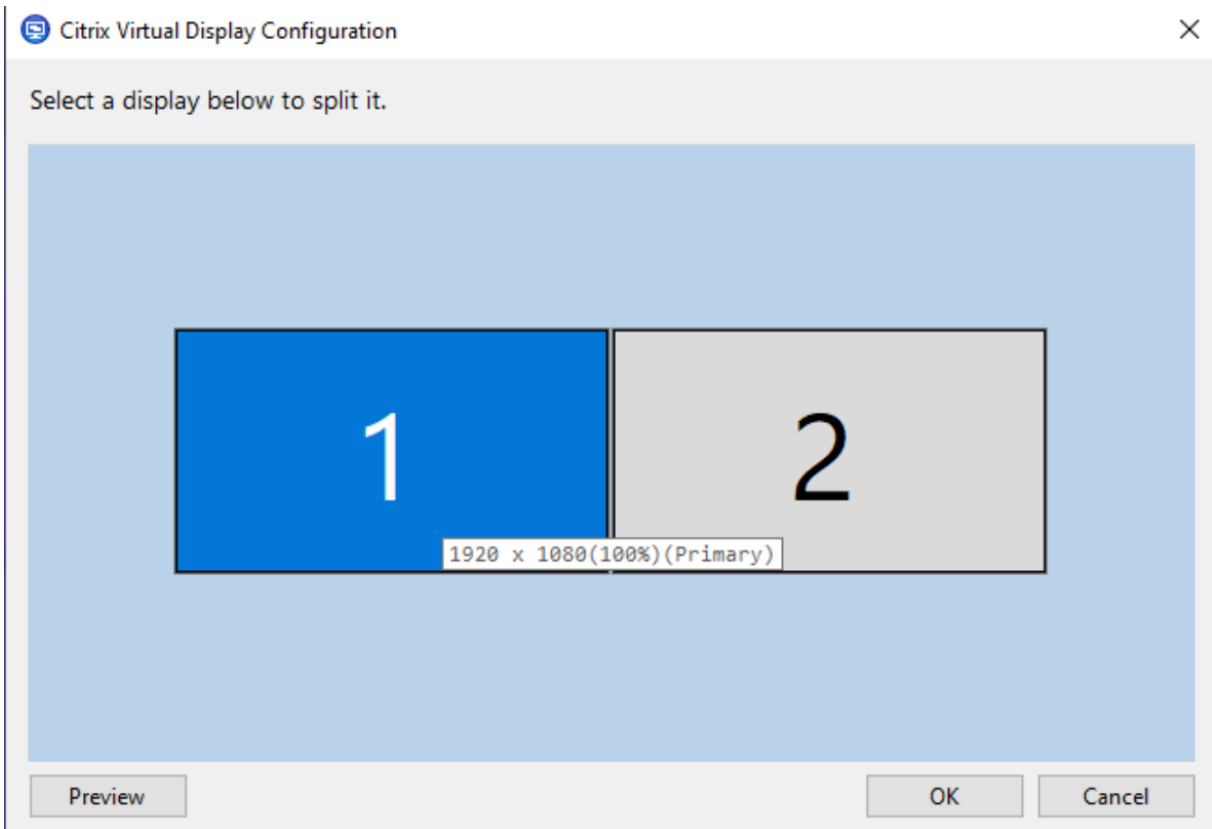 Citrix Virtual Display Configuration
Select a display below to split it.
1
2
1920 x 1080(100%)(Primary)
Preview
OK
Cancel